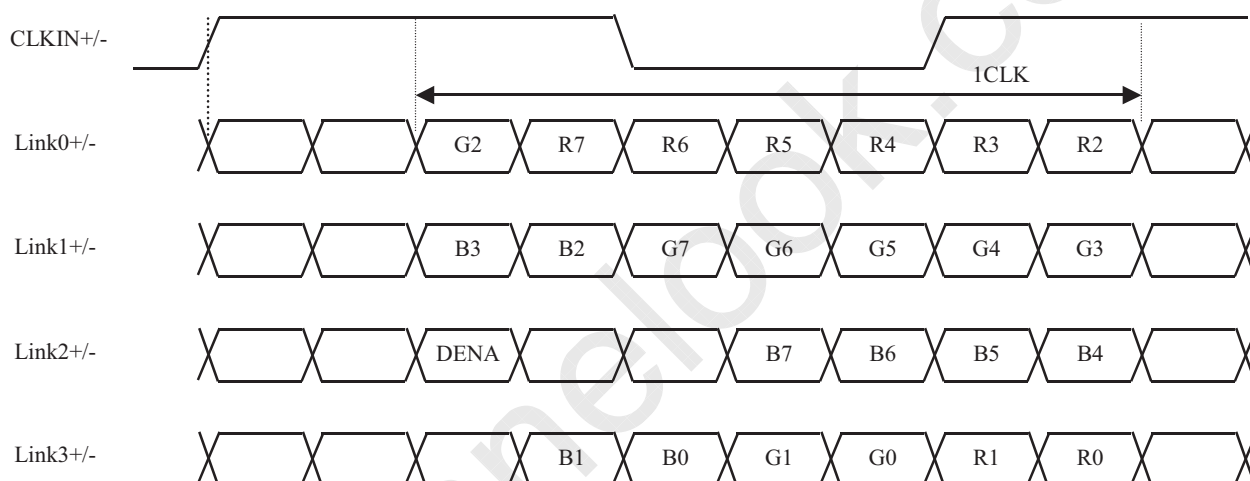 CLKIN+/-
1CLK
Link0+/- G2 R7 R6 R5 R4 R3 R2
Link1+/- B3 B2 G7 G6 G5 G4 G3
Link2+/- DENA B7 B6 B5 B4
Link3+/- B1 B0 G1 G0 R1 R0
nelook.c